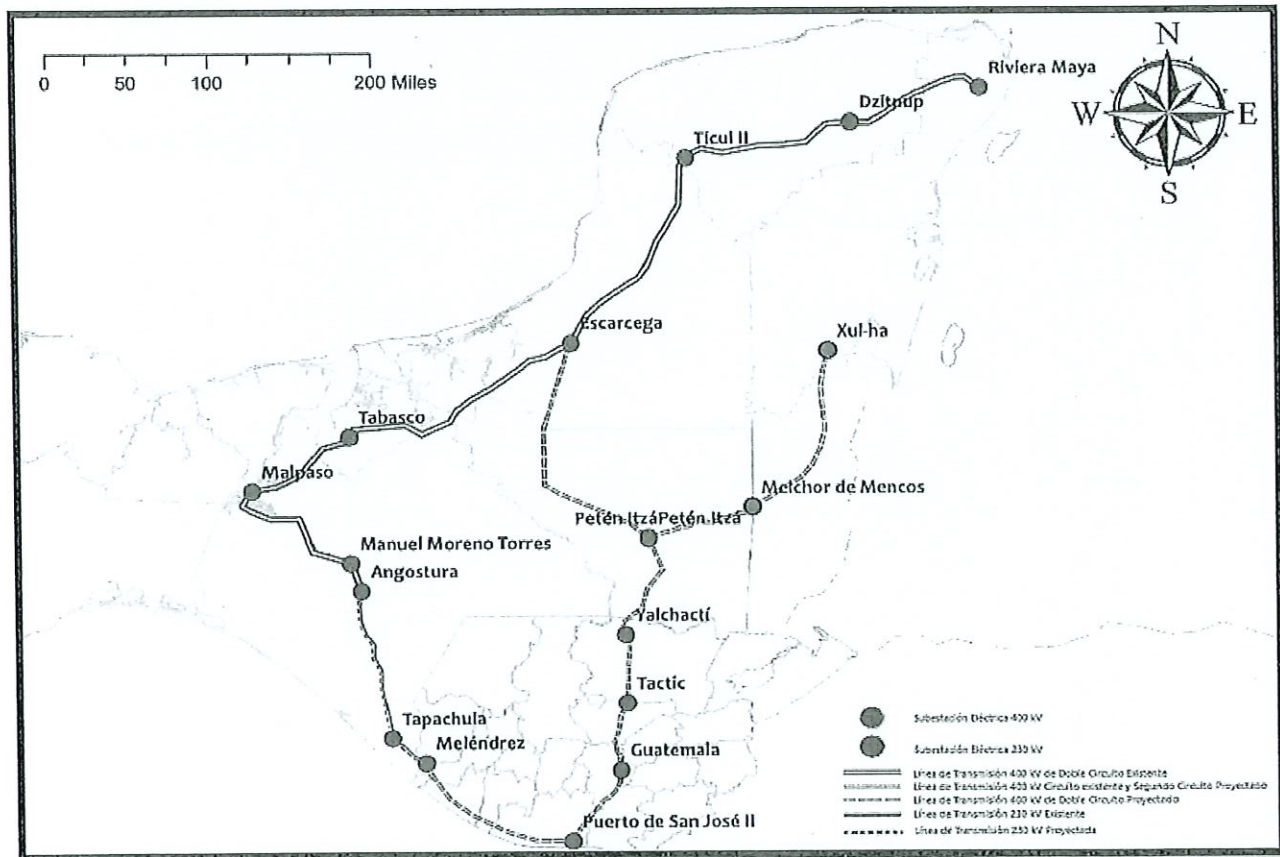 0 50 100 200 Miles
N
W E
S
Riviera Maya
Dzitnup
Ticul II
Escarcega
Xul-ha
Tabasco
Malpaso
Melchor de Mencos
Petén ItzáPetén Itzá
Manuel Moreno Torres
Angostura
Yalchactí
Tactic
Tapachula
Meléndrez
Guatemala
Puerto de San José II
Subestación Eléctrica 400 kV
Subestación Eléctrica 230 kV
Línea de Transmisión 400 kV de Doble Circuito Existente
Línea de Transmisión 400 kV Circuito existente y Segundo Circuito Proyectado
Línea de Transmisión 400 kV de Doble Circuito Proyectado
Línea de Transmisión 230 kV Existente
Línea de Transmisión 230 kV Proyectada